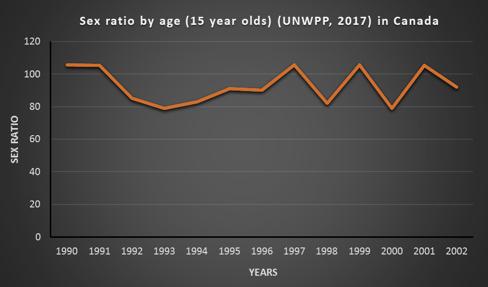 Sex ratio by age (15 year olds) (UNWPP, 2017) in Canada
120
100
80
60
40
20
0
SEX RATIO
1990 1991 1992 1993 1994 1995 1996 1997 1998 1999 2000 2001 2002
YEARS